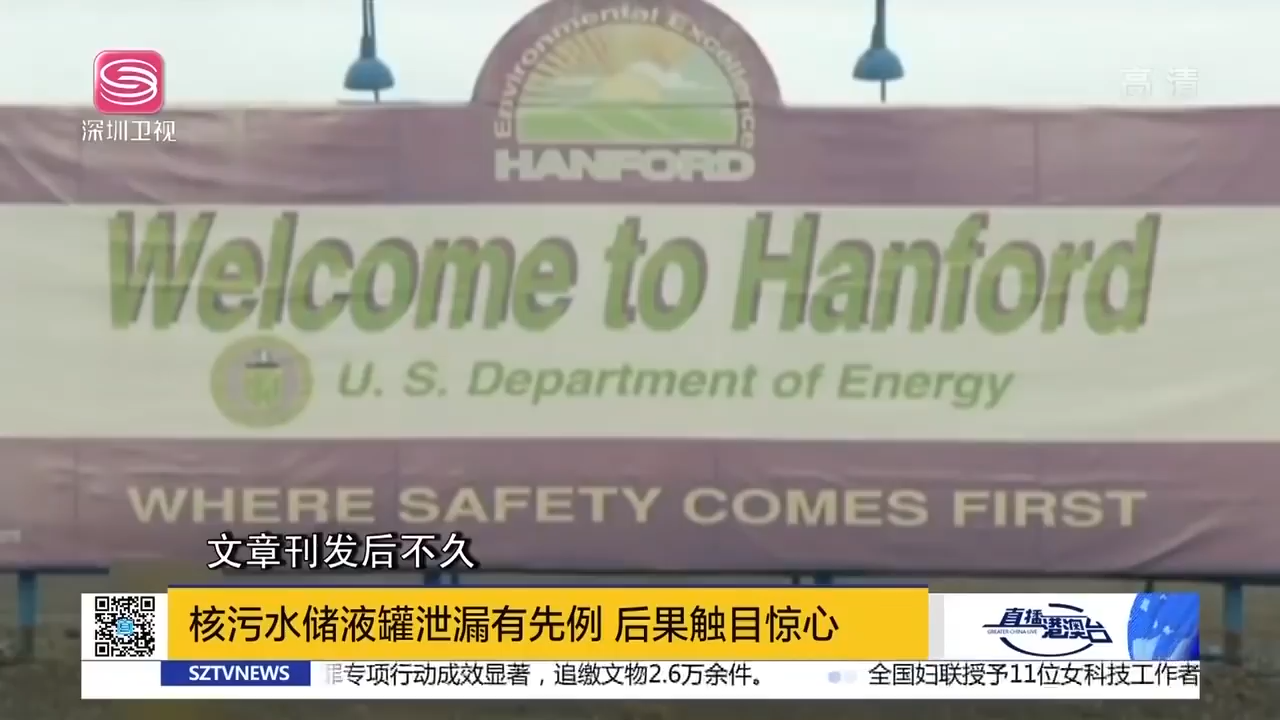 Environmental Excellence
HANFORD
深圳卫视
高清
Welcome to Hanford
U. S. Department of Energy
WHERE SAFETY COMES FIRST
文章刊发后不久
核污水储液罐泄漏有先例 后果触目惊心
直播港澳台
GREATER CHINA LIVE
SZTVNEWS
罪专项行动成效显著，追缴文物2.6万余件。 全国妇联授予11位女科技工作者